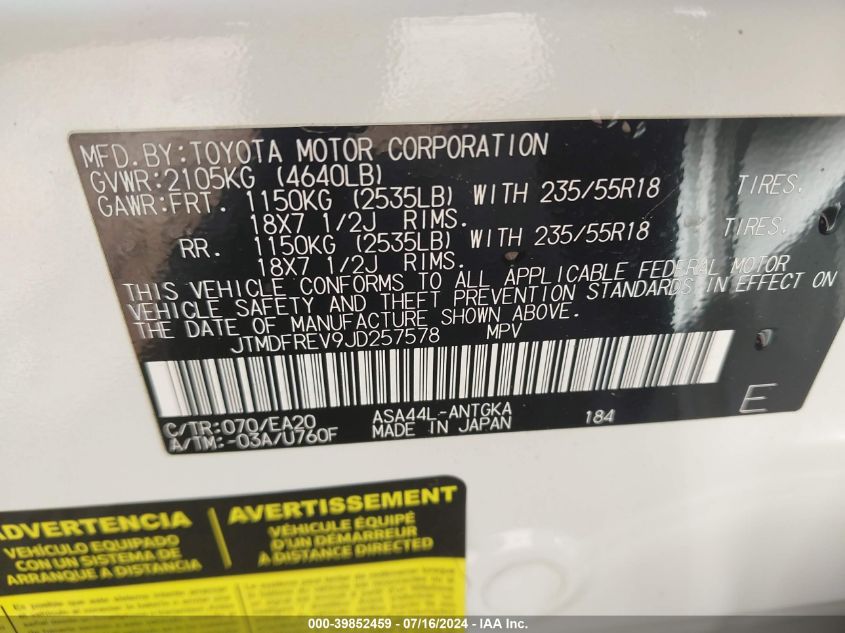 MFD.BY:TOYOTA MOTOR CORPORATION
GVWR:2105KG (4640LB)
GAWR:FRT. 1150KG (2535LB) WITH 235/55R18 TIRES.
18X7 1/2J RIMS.
RR. 1150KG (2535LB) WITH 235/55R18 TIRES.
18X7 1/2J RIMS.
THIS VEHICLE CONFORMS TO ALL APPLICABLE FEDERAL MOTOR
VEHICLE SAFETY AND THEFT PREVENTION STANDARDS IN EFFECT ON
THE DATE OF MANUFACTURE SHOWN ABOVE.
JTMDFREV9JD257578 MPV
C/TR:070/EA20 ASA44L-ANTGKA 184 E
A/TM:-03A/U760F MADE IN JAPAN
ADVERTENCIA
VEHÍCULO EQUIPADO
CON UN SISTEMA DE
ARRANQUE A DISTANCIA
AVERTISSEMENT
VÉHICULE ÉQUIPÉ
D'UN DÉMARREUR
A DISTANCE DIRECTED
000-39852459 - 07/16/2024 - IAA Inc.